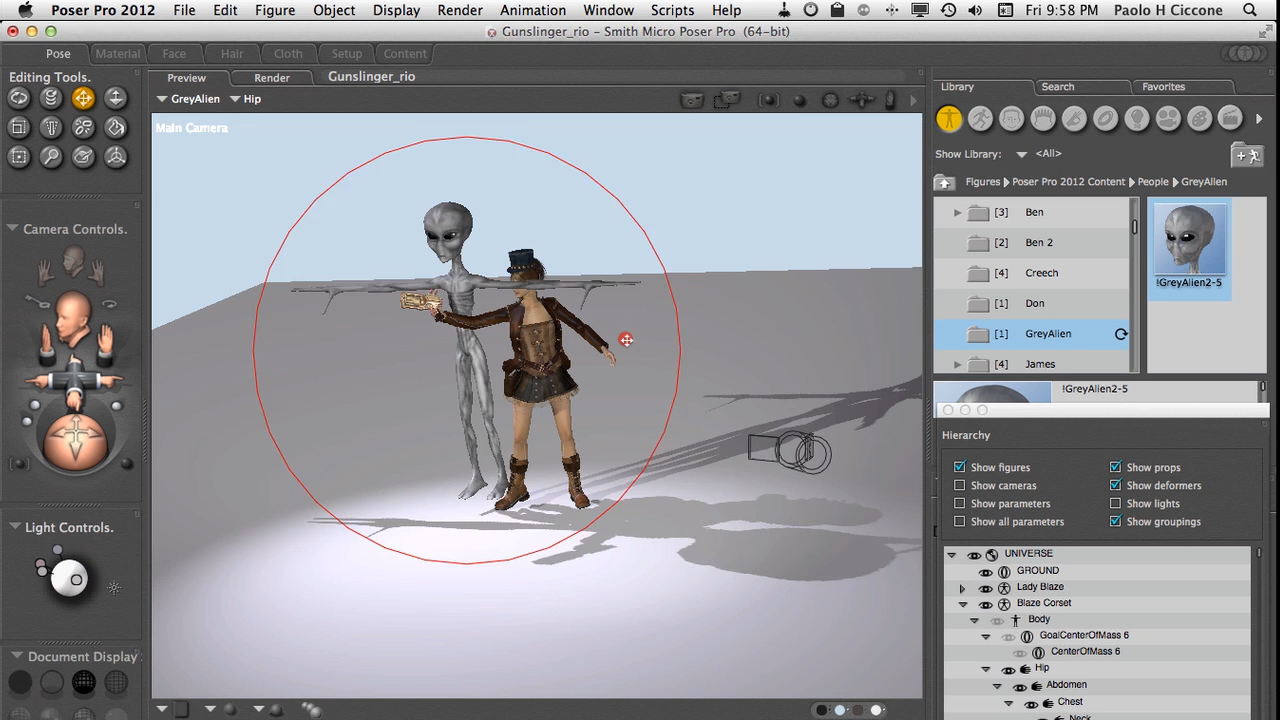 Poser Pro 2012 File Edit Figure Object Display Render Animation Window Scripts Help Fri 9:58 PM Paolo H Ciccone
Gunslinger_rio – Smith Micro Poser Pro (64-bit)
Pose Material Face Hair Cloth Setup Content
Editing Tools.
Preview Render Gunslinger_rio
GreyAlien Hip
Main Camera
Camera Controls.
Light Controls.
Document Display
Library Search Favorites
Show Library: <All>
Figures Poser Pro 2012 Content People GreyAlien
[3] Ben
[2] Ben 2
[4] Creech
[1] Don
[1] GreyAlien
[4] James
!GreyAlien2-5
!GreyAlien2-5
Hierarchy
Show figures Show props
Show cameras Show deformers
Show parameters Show lights
Show all parameters Show groupings
UNIVERSE
GROUND
Lady Blaze
Blaze Corset
Body
GoalCenterOfMass 6
CenterOfMass 6
Hip
Abdomen
Chest
Neck